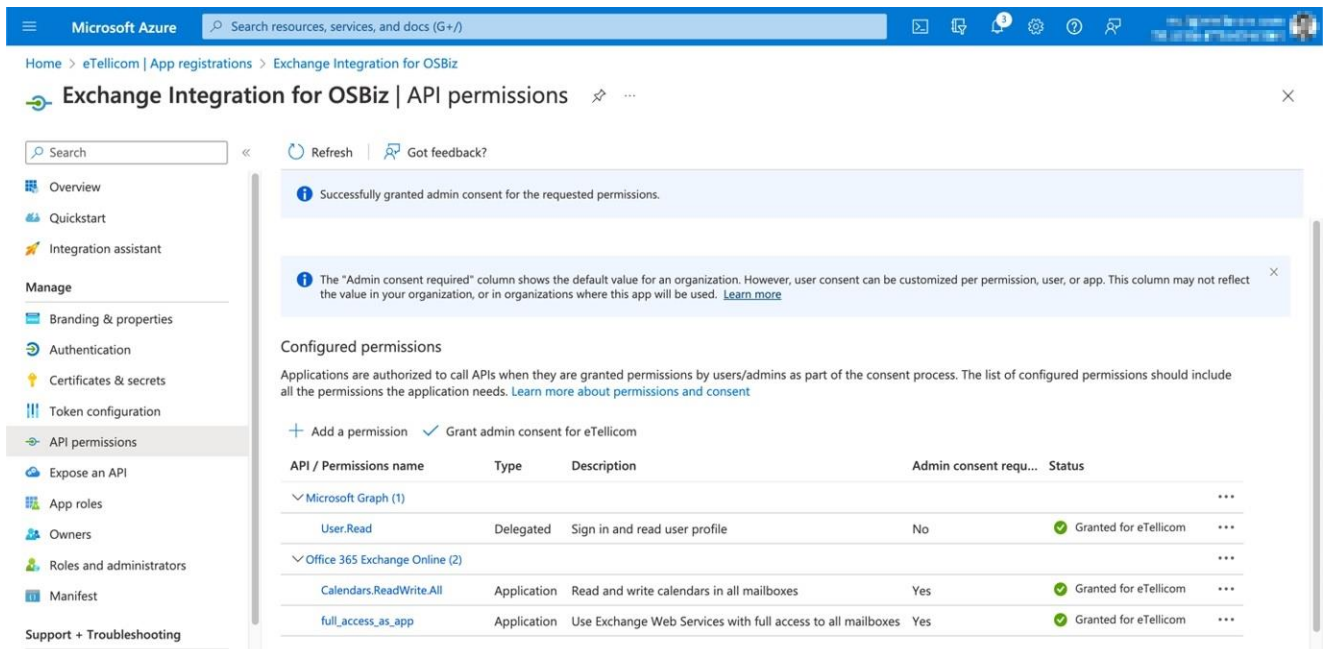 Microsoft Azure
Search resources, services, and docs (G+/)
3
Home > eTellicom | App registrations > Exchange Integration for OSBiz
Exchange Integration for OSBiz | API permissions
Search
«
Refresh
Got feedback?
Overview
Quickstart
Integration assistant
Manage
Branding & properties
Authentication
Certificates & secrets
Token configuration
API permissions
Expose an API
App roles
Owners
Roles and administrators
Manifest
Support + Troubleshooting
Successfully granted admin consent for the requested permissions.
The "Admin consent required" column shows the default value for an organization. However, user consent can be customized per permission, user, or app. This column may not reflect
the value in your organization, or in organizations where this app will be used. Learn more
Configured permissions
Applications are authorized to call APIs when they are granted permissions by users/admins as part of the consent process. The list of configured permissions should include
all the permissions the application needs. Learn more about permissions and consent
Add a permission Grant admin consent for eTellicom
API / Permissions name Type Description Admin consent requ... Status
Microsoft Graph (1)
User.Read Delegated Sign in and read user profile No Granted for eTellicom
Office 365 Exchange Online (2)
Calendars.ReadWrite.All Application Read and write calendars in all mailboxes Yes Granted for eTellicom
full_access_as_app Application Use Exchange Web Services with full access to all mailboxes Yes Granted for eTellicom